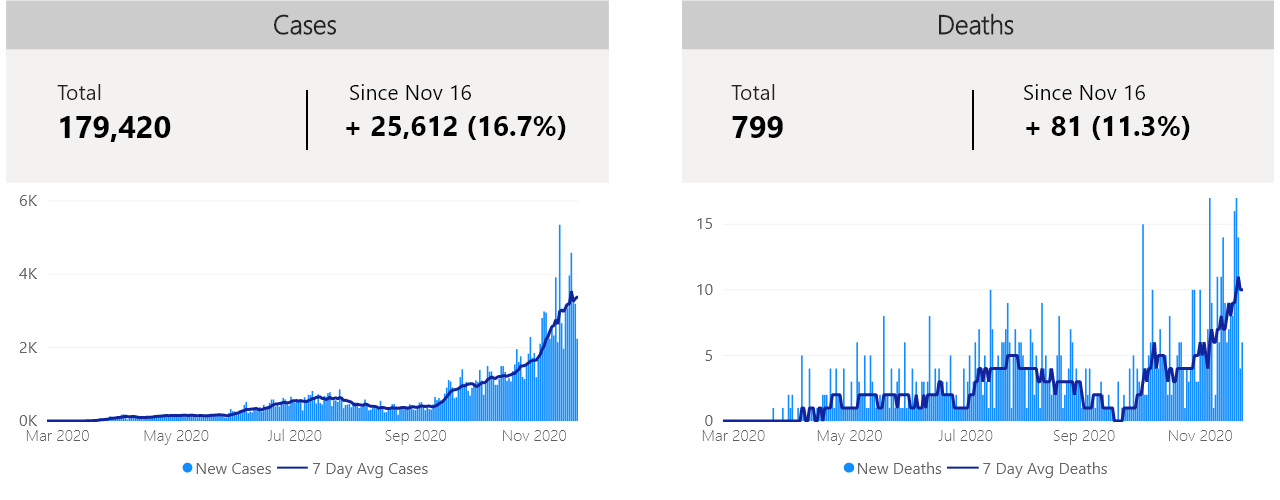 Cases
Total
179,420
Since Nov 16
+ 25,612 (16.7%)
6K
4K
2K
0K
Mar 2020 May 2020 Jul 2020 Sep 2020 Nov 2020
New Cases 7 Day Avg Cases
Deaths
Total
799
Since Nov 16
+ 81 (11.3%)
15
10
5
0
Mar 2020 May 2020 Jul 2020 Sep 2020 Nov 2020
New Deaths 7 Day Avg Deaths